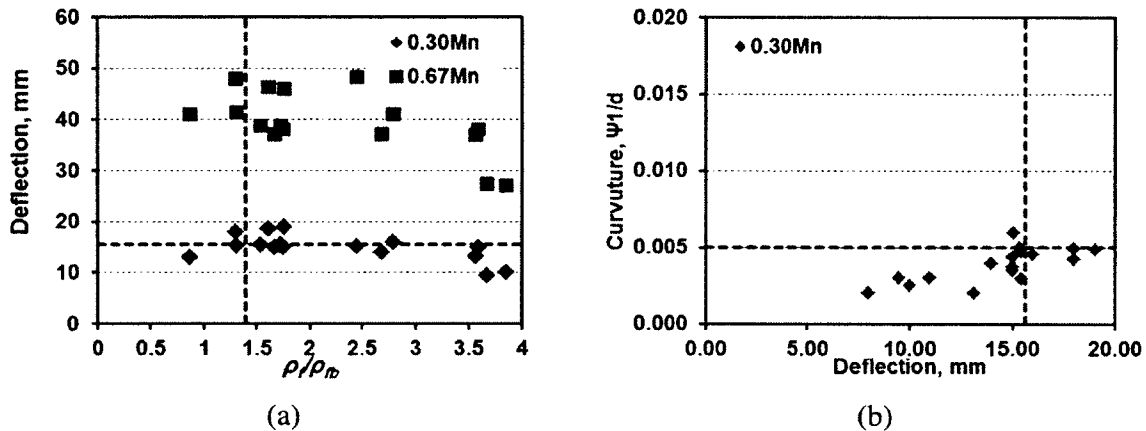 60
50
40
30
20
10
0
Deflection, mm
0.30Mn
0.67Mn
0 0.5 1 1.5 2 2.5 3 3.5 4
ρf/ρfb
(a)
0.020
0.015
0.010
0.005
0.000
Curvuture, Ψ1/d
0.30Mn
0.00 5.00 10.00 15.00 20.00
Deflection, mm
(b)